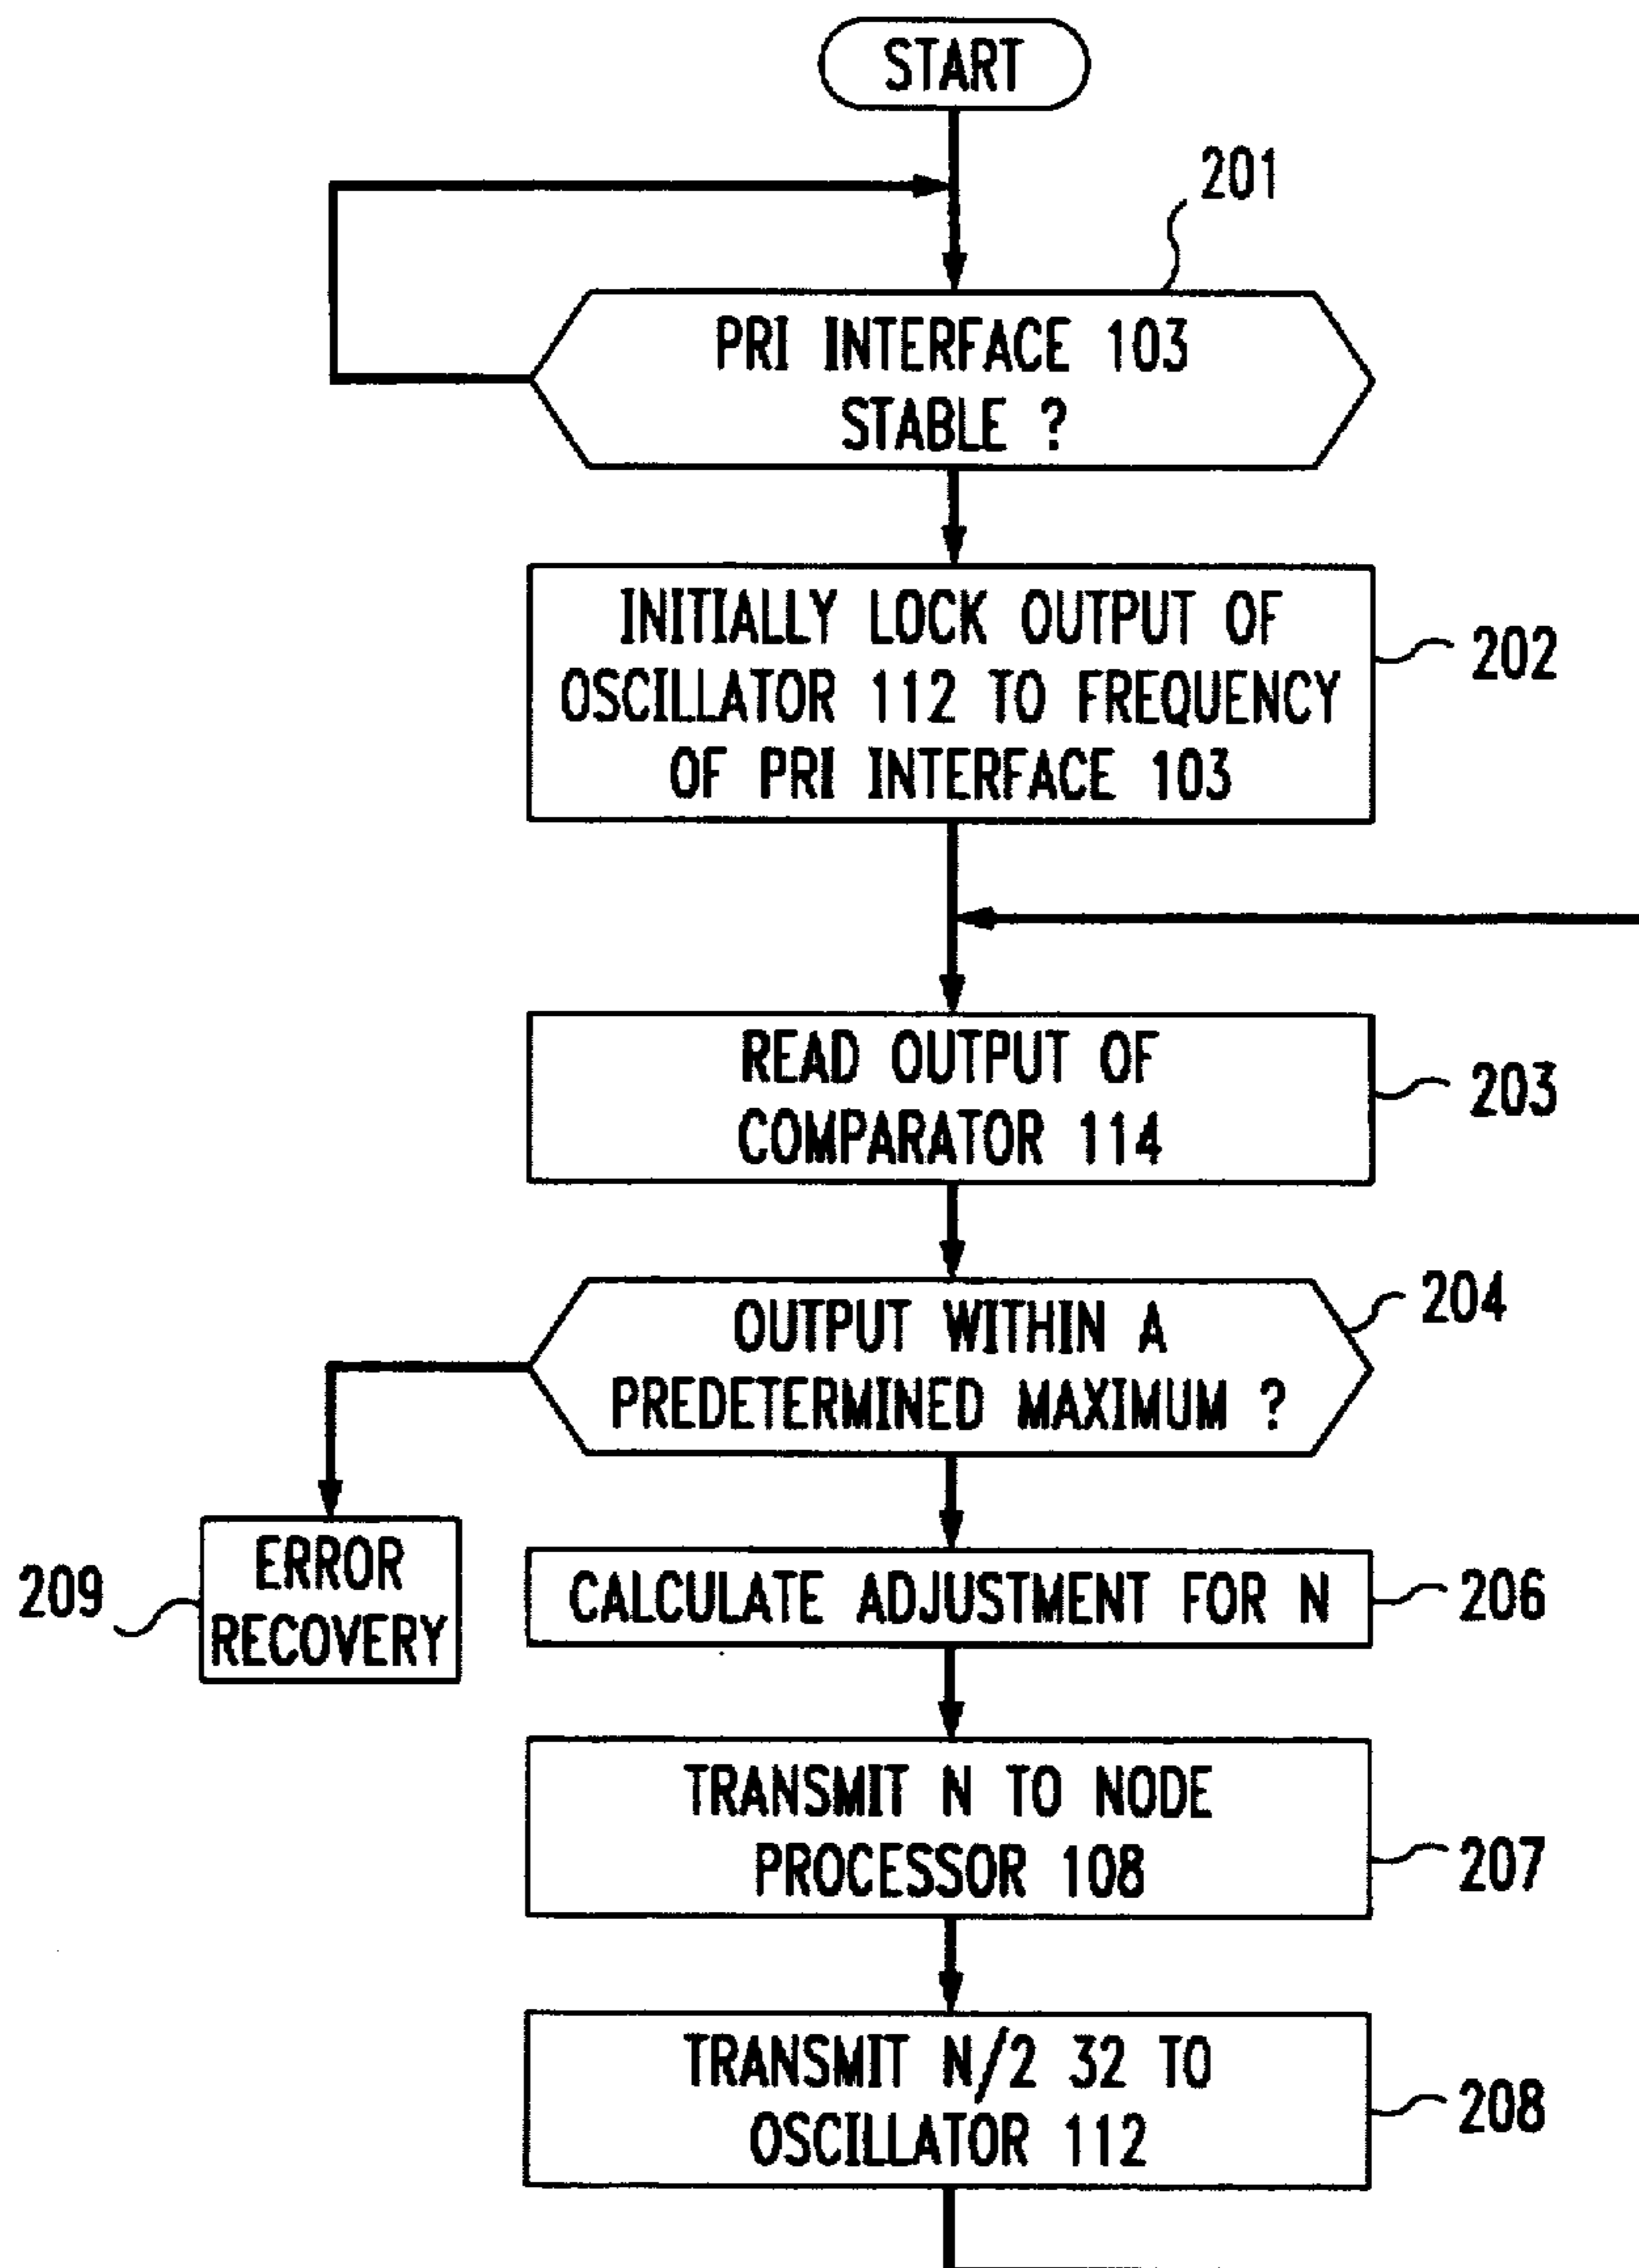 START
201
PRI INTERFACE 103
STABLE ?
INITIALLY LOCK OUTPUT OF
OSCILLATOR 112 TO FREQUENCY
OF PRI INTERFACE 103
202
READ OUTPUT OF
COMPARATOR 114
203
OUTPUT WITHIN A
PREDETERMINED MAXIMUM ?
204
ERROR
RECOVERY
209
CALCULATE ADJUSTMENT FOR N
206
TRANSMIT N TO NODE
PROCESSOR 108
207
TRANSMIT N/2 32 TO
OSCILLATOR 112
208